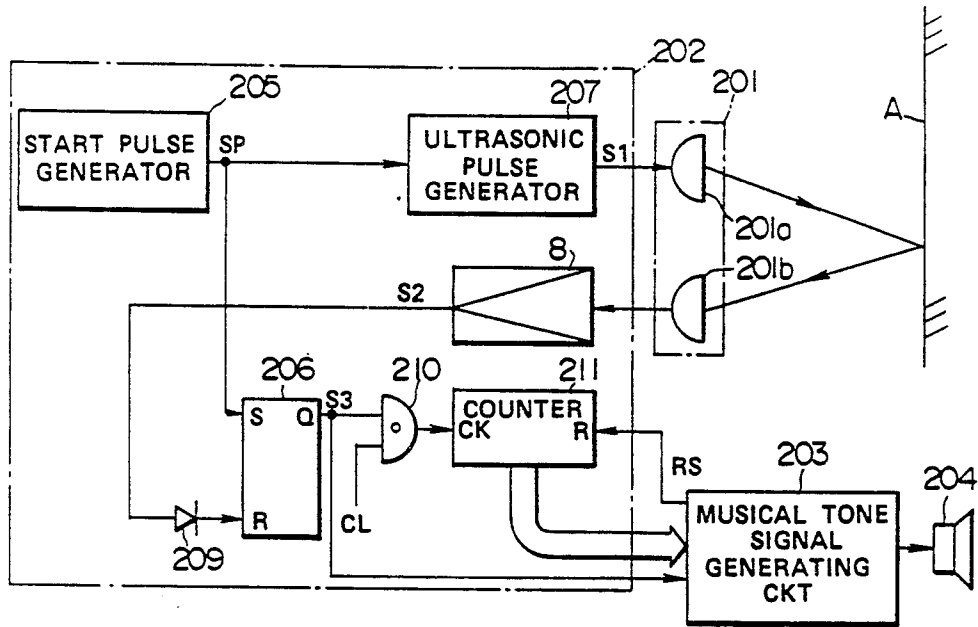 202
205
207
201
A
START PULSE
GENERATOR
SP
ULTRASONIC
PULSE
GENERATOR
S1
201a
8
201b
S2
206
S3
210
211
S
Q
COUNTER
CK
R
R
CL
209
RS
203
204
MUSICAL TONE
SIGNAL
GENERATING
CKT